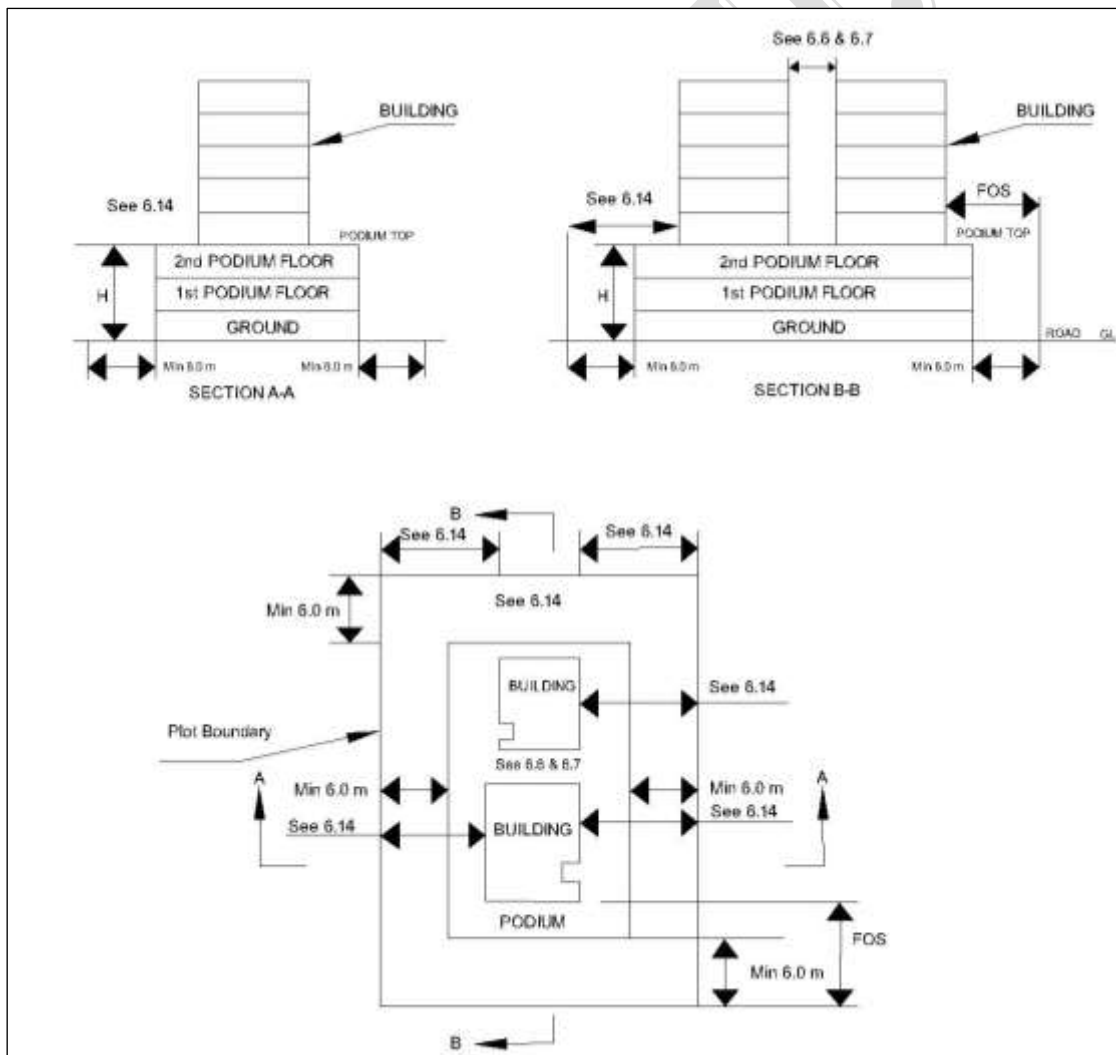 See 6.6 & 6.7
BUILDING
BUILDING
See 6.14
See 6.14
FOS
PODIUM TOP
PODIUM TOP
2nd PODIUM FLOOR
2nd PODIUM FLOOR
H
1st PODIUM FLOOR
H
1st PODIUM FLOOR
GROUND
GROUND
ROAD GL
Min 6.0 m
Min 6.0 m
Min 6.0 m
Min 6.0 m
SECTION A-A
SECTION B-B
B
See 6.14
See 6.14
Min 6.0 m
See 6.14
BUILDING
See 6.14
Plot Boundary
See 6.6 & 6.7
A
Min 6.0 m
Min 6.0 m
A
See 6.14
See 6.14
BUILDING
PODIUM
FOS
Min 6.0 m
B